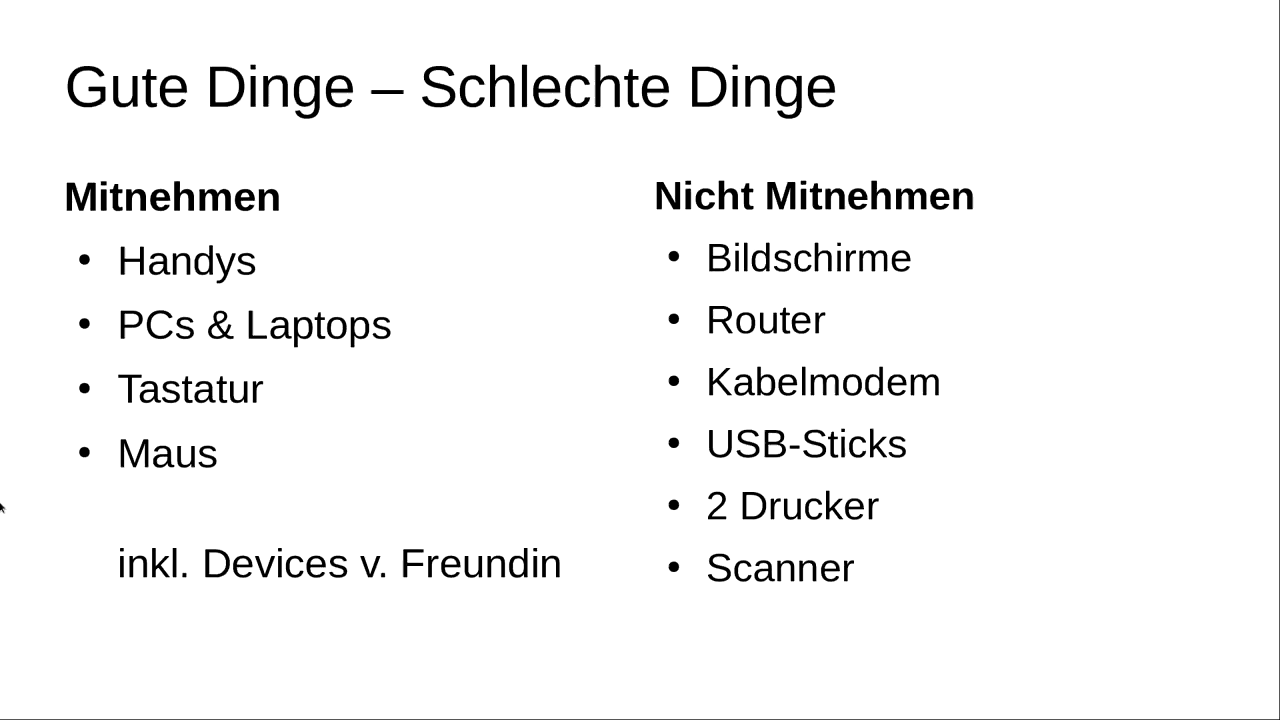 Gute Dinge – Schlechte Dinge
Mitnehmen
• Handys
• PCs & Laptops
• Tastatur
• Maus
inkl. Devices v. Freundin
Nicht Mitnehmen
• Bildschirme
• Router
• Kabelmodem
• USB-Sticks
• 2 Drucker
• Scanner